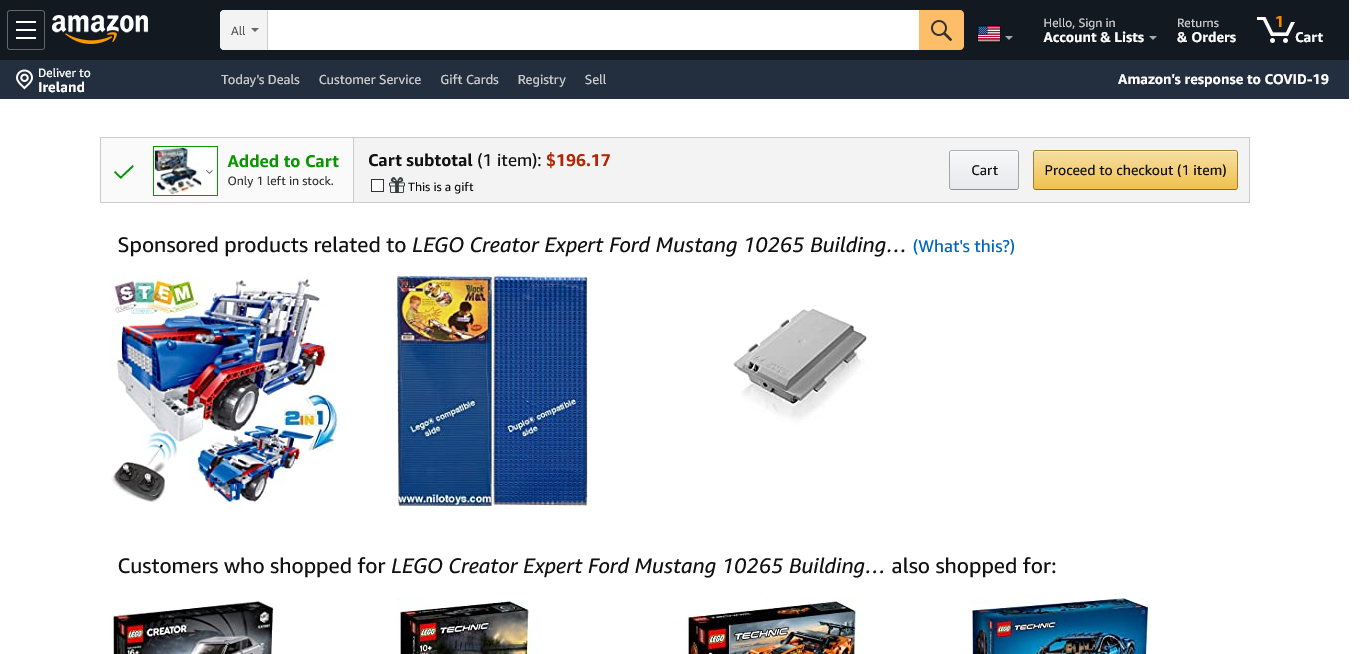 amazon
All
Hello, Sign in
Account & Lists
Returns
& Orders
1
Cart
Deliver to
Ireland
Today's Deals
Customer Service
Gift Cards
Registry
Sell
Amazon's response to COVID-19
Added to Cart
Only 1 left in stock.
Cart subtotal (1 item): $196.17
This is a gift
Cart
Proceed to checkout (1 item)
Sponsored products related to LEGO Creator Expert Ford Mustang 10265 Building… (What's this?)
STEM
2IN1
Block
Mat
Lego® compatible
side
Duplo® compatible
side
www.nilotoys.com
Customers who shopped for LEGO Creator Expert Ford Mustang 10265 Building… also shopped for:
LEGO CREATOR
16+
LEGO TECHNIC
10+
LEGO TECHNIC
LEGO TECHNIC